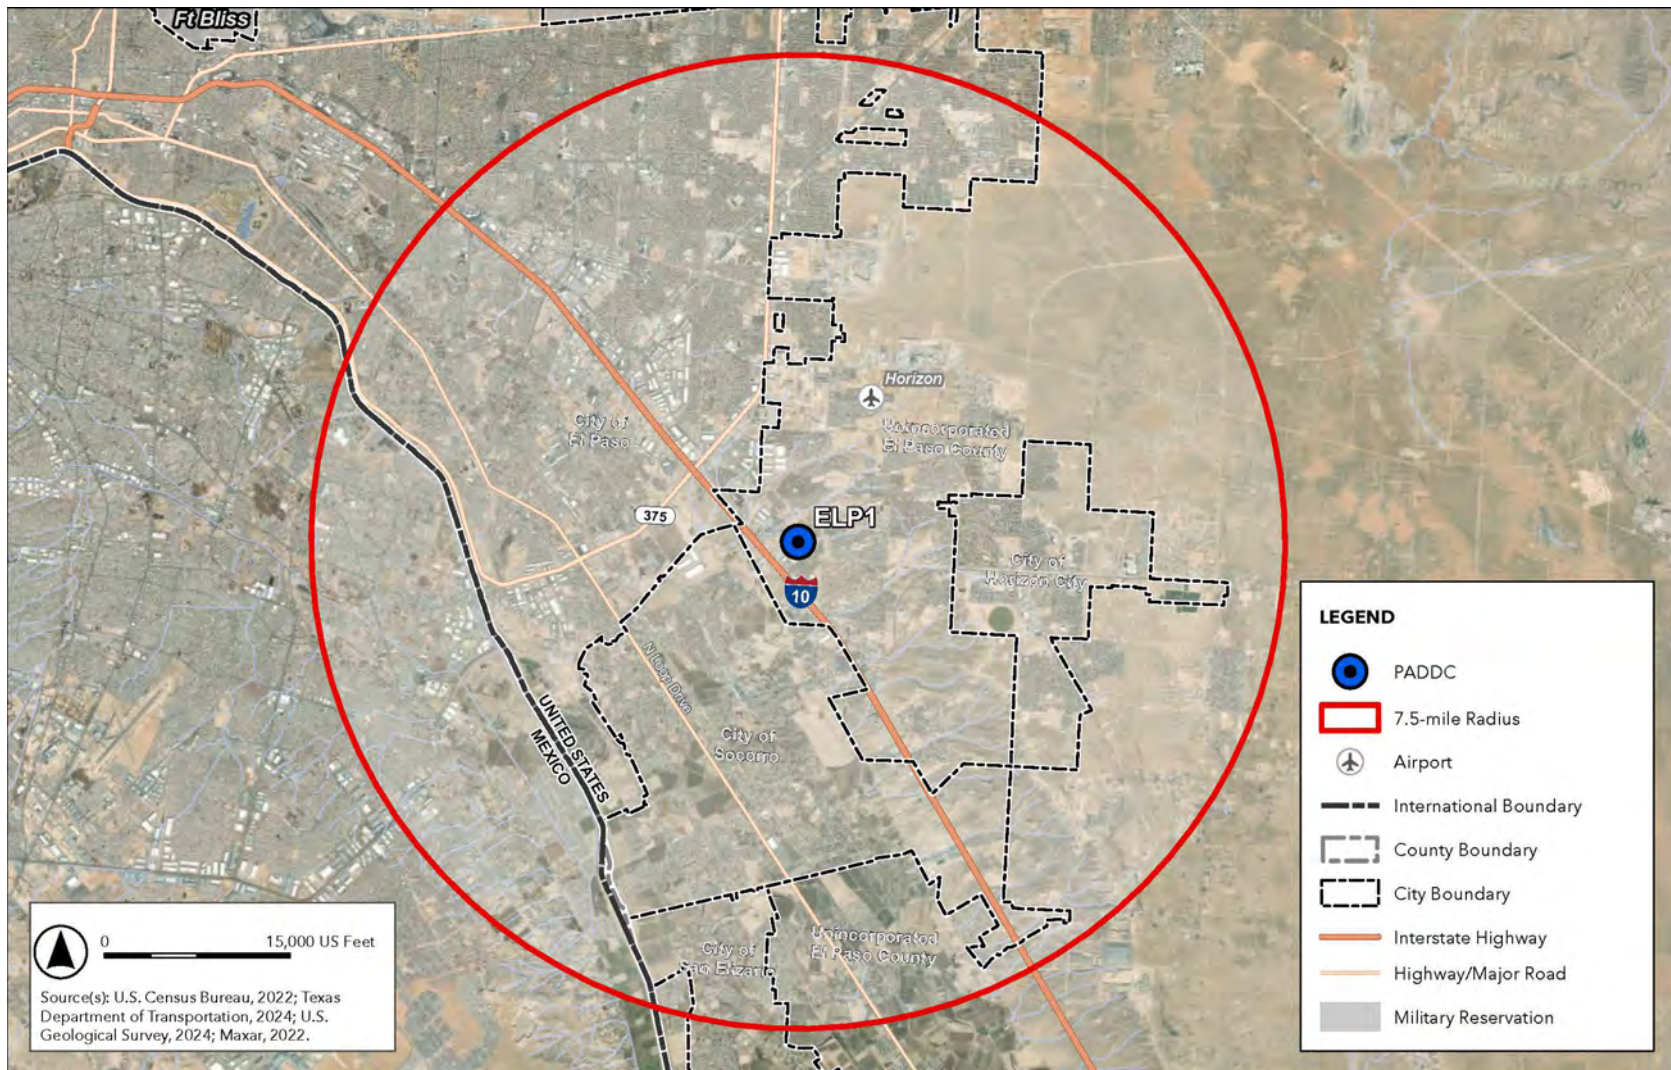 Ft Bliss
Horizon
City of
El Paso
Unincorporated
El Paso County
375
ELP1
10
City of
Horizon City
N Loop Drive
UNITED STATES
MEXICO
City of
Socorro
City of
San Elizario
Unincorporated
El Paso County
0 15,000 US Feet
Source(s): U.S. Census Bureau, 2022; Texas
Department of Transportation, 2024; U.S.
Geological Survey, 2024; Maxar, 2022.
LEGEND
PADDC
7.5-mile Radius
Airport
International Boundary
County Boundary
City Boundary
Interstate Highway
Highway/Major Road
Military Reservation